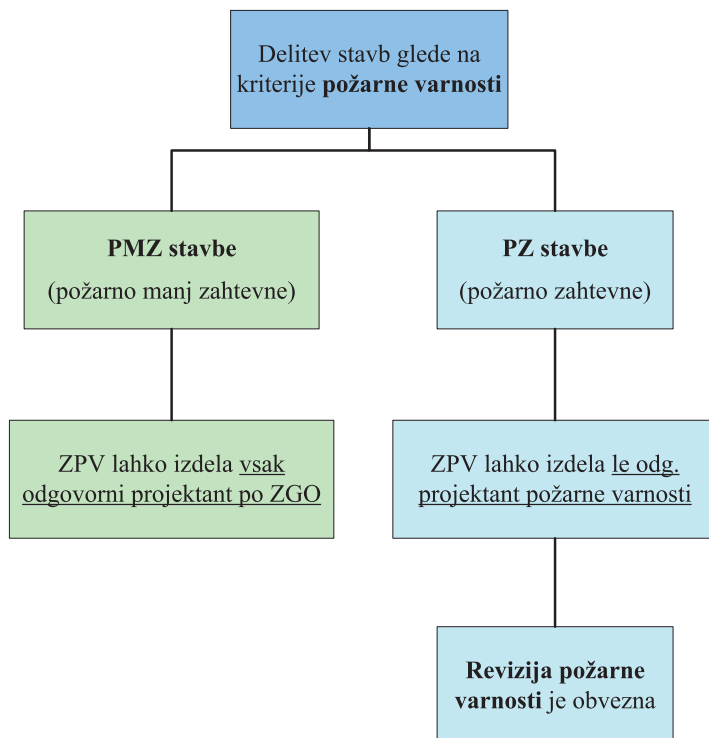 Delitev stavb glede na
kriterije požarne varnosti
PMZ stavbe
(požarno manj zahtevne)
PZ stavbe
(požarno zahtevne)
ZPV lahko izdela vsak
odgovorni projektant po ZGO
ZPV lahko izdela le odg.
projektant požarne varnosti
Revizija požarne
varnosti je obvezna